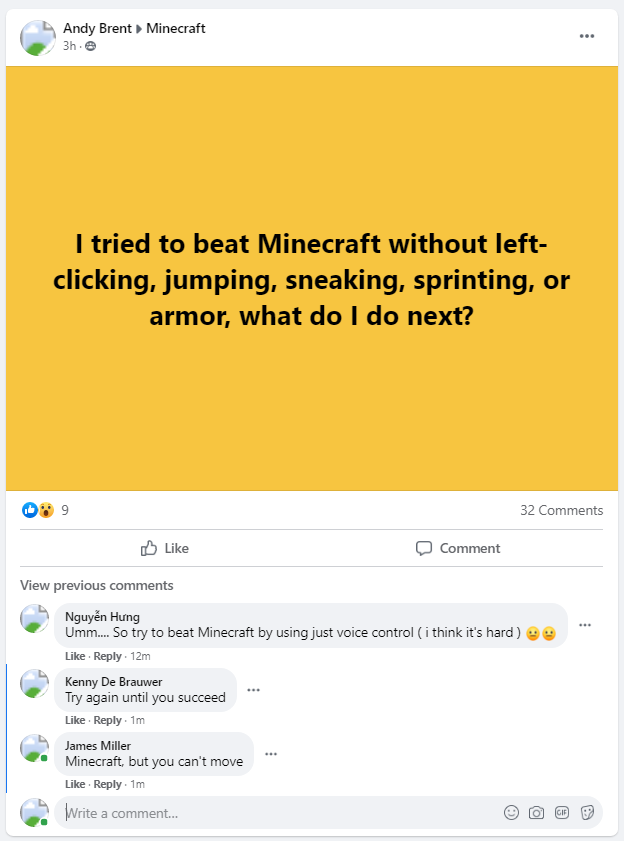 Andy Brent ▸ Minecraft
3h ·
I tried to beat Minecraft without left-
clicking, jumping, sneaking, sprinting, or
armor, what do I do next?
9
32 Comments
Like
Comment
View previous comments
Nguyễn Hưng
Umm.... So try to beat Minecraft by using just voice control ( i think it's hard ) 😐😐
Like · Reply · 12m
Kenny De Brauwer
Try again until you succeed
Like · Reply · 1m
James Miller
Minecraft, but you can't move
Like · Reply · 1m
Write a comment...
GIF